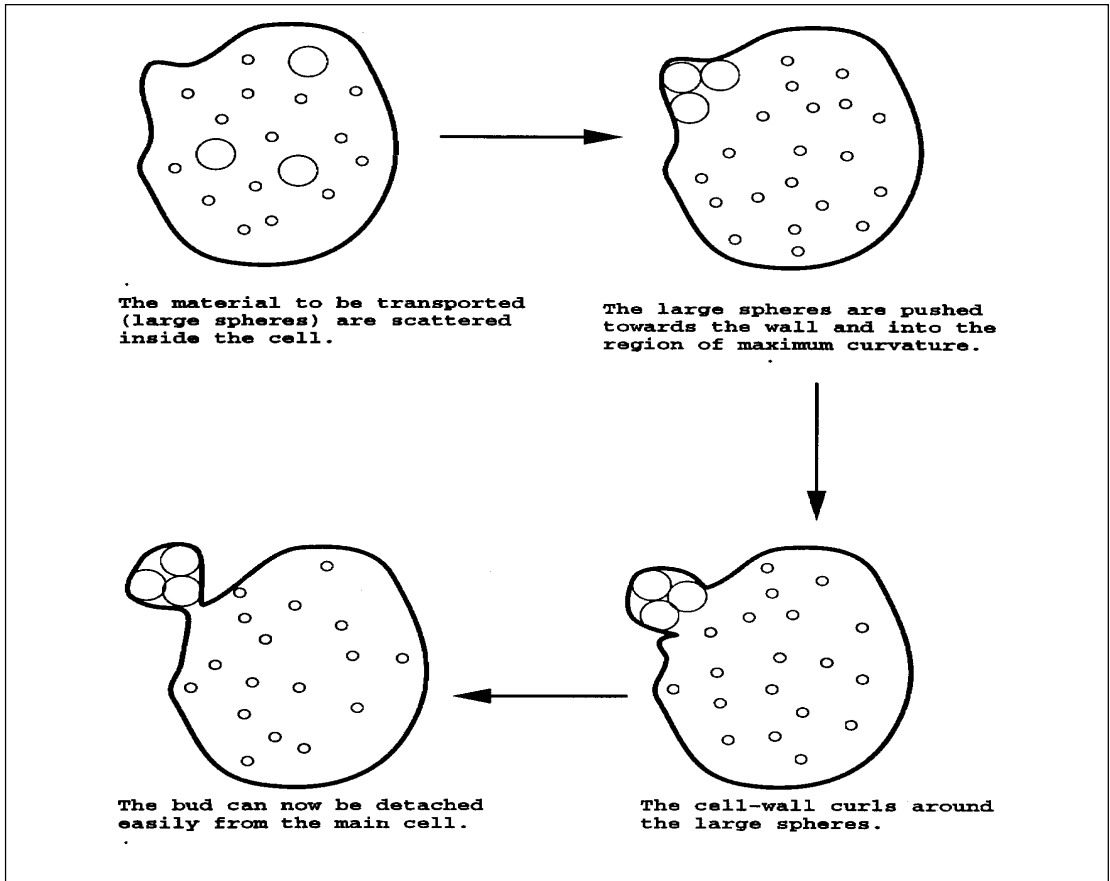 The material to be transported
(large spheres) are scattered
inside the cell.
The large spheres are pushed
towards the wall and into the
region of maximum curvature.
The cell-wall curls around
the large spheres.
The bud can now be detached
easily from the main cell.